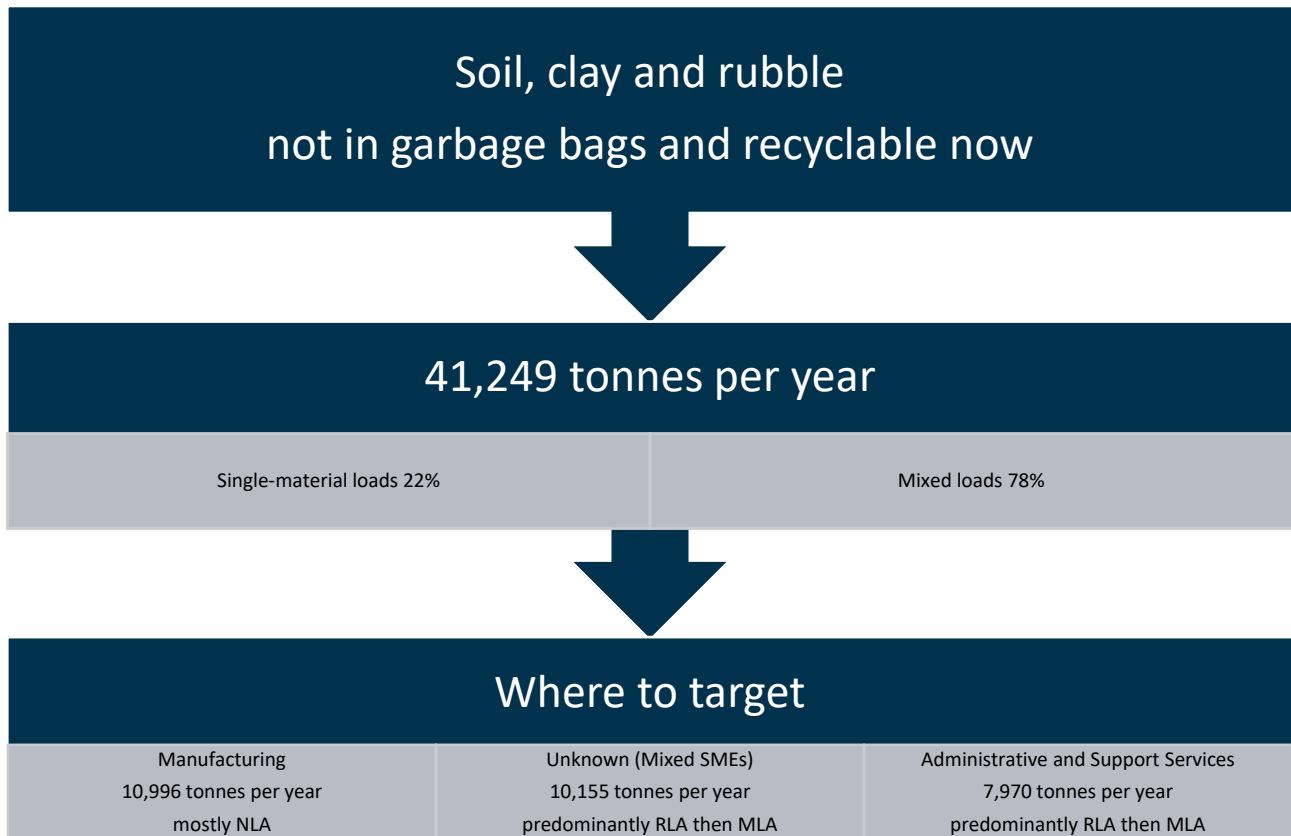 Soil, clay and rubble
not in garbage bags and recyclable now
41,249 tonnes per year
Single-material loads 22%
Mixed loads 78%
Where to target
Manufacturing
10,996 tonnes per year
mostly NLA
Unknown (Mixed SMEs)
10,155 tonnes per year
predominantly RLA then MLA
Administrative and Support Services
7,970 tonnes per year
predominantly RLA then MLA